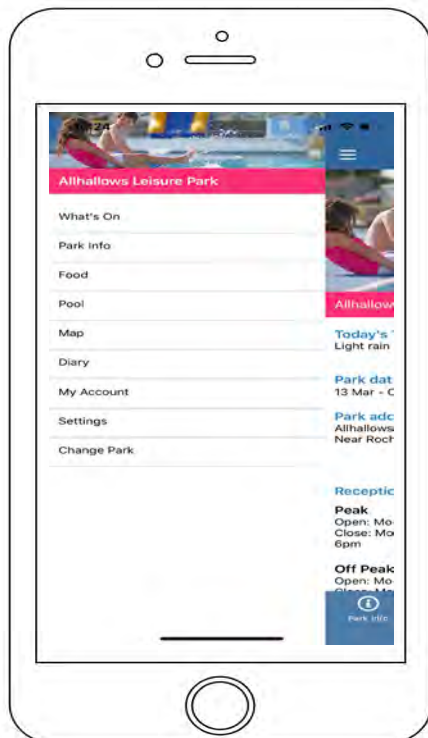 Allhallows Leisure Park
What's On
Park Info
Food
Pool
Map
Diary
My Account
Settings
Change Park
Allhallow
Today's
Light rain
Park dat
13 Mar - C
Park adc
Allhallows
Near Roch
Receptic
Peak
Open: Mo
Close: Mo
6pm
Off Peak
Open: Mo
Park Info